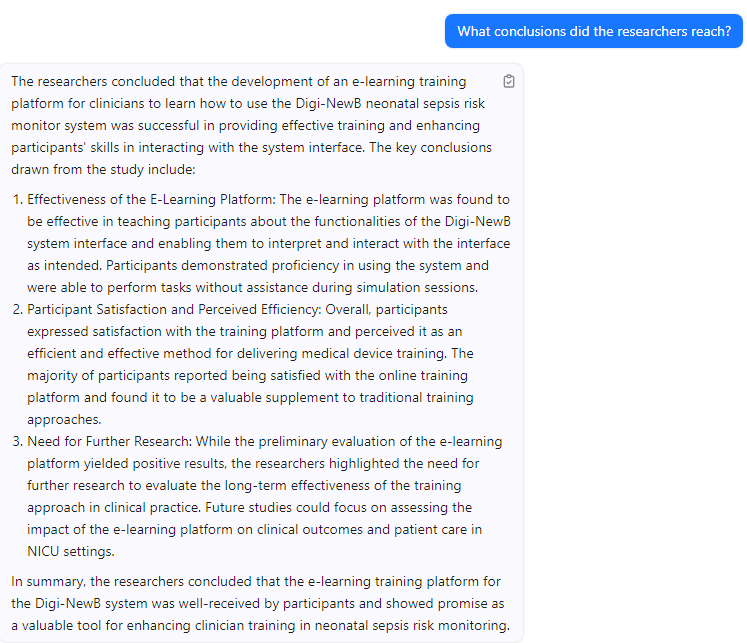 What conclusions did the researchers reach?
The researchers concluded that the development of an e-learning training
platform for clinicians to learn how to use the Digi-NewB neonatal sepsis risk
monitor system was successful in providing effective training and enhancing
participants' skills in interacting with the system interface. The key conclusions
drawn from the study include:
1. Effectiveness of the E-Learning Platform: The e-learning platform was found to
be effective in teaching participants about the functionalities of the Digi-NewB
system interface and enabling them to interpret and interact with the interface
as intended. Participants demonstrated proficiency in using the system and
were able to perform tasks without assistance during simulation sessions.
2. Participant Satisfaction and Perceived Efficiency: Overall, participants
expressed satisfaction with the training platform and perceived it as an
efficient and effective method for delivering medical device training. The
majority of participants reported being satisfied with the online training
platform and found it to be a valuable supplement to traditional training
approaches.
3. Need for Further Research: While the preliminary evaluation of the e-learning
platform yielded positive results, the researchers highlighted the need for
further research to evaluate the long-term effectiveness of the training
approach in clinical practice. Future studies could focus on assessing the
impact of the e-learning platform on clinical outcomes and patient care in
NICU settings.
In summary, the researchers concluded that the e-learning training platform for
the Digi-NewB system was well-received by participants and showed promise as
a valuable tool for enhancing clinician training in neonatal sepsis risk monitoring.